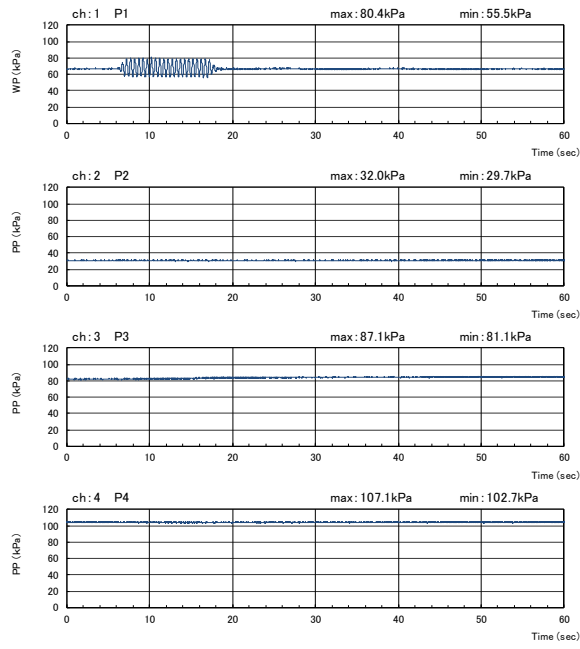 ch:1 P1 max:80.4kPa min:55.5kPa
120
100
80
60
40
20
0
WP (kPa)
0 10 20 30 40 50 60
Time (sec)
ch:2 P2 max:32.0kPa min:29.7kPa
120
100
80
60
40
20
0
PP (kPa)
0 10 20 30 40 50 60
Time (sec)
ch:3 P3 max:87.1kPa min:81.1kPa
120
100
80
60
40
20
0
PP (kPa)
0 10 20 30 40 50 60
Time (sec)
ch:4 P4 max:107.1kPa min:102.7kPa
120
100
80
60
40
20
0
PP (kPa)
0 10 20 30 40 50 60
Time (sec)